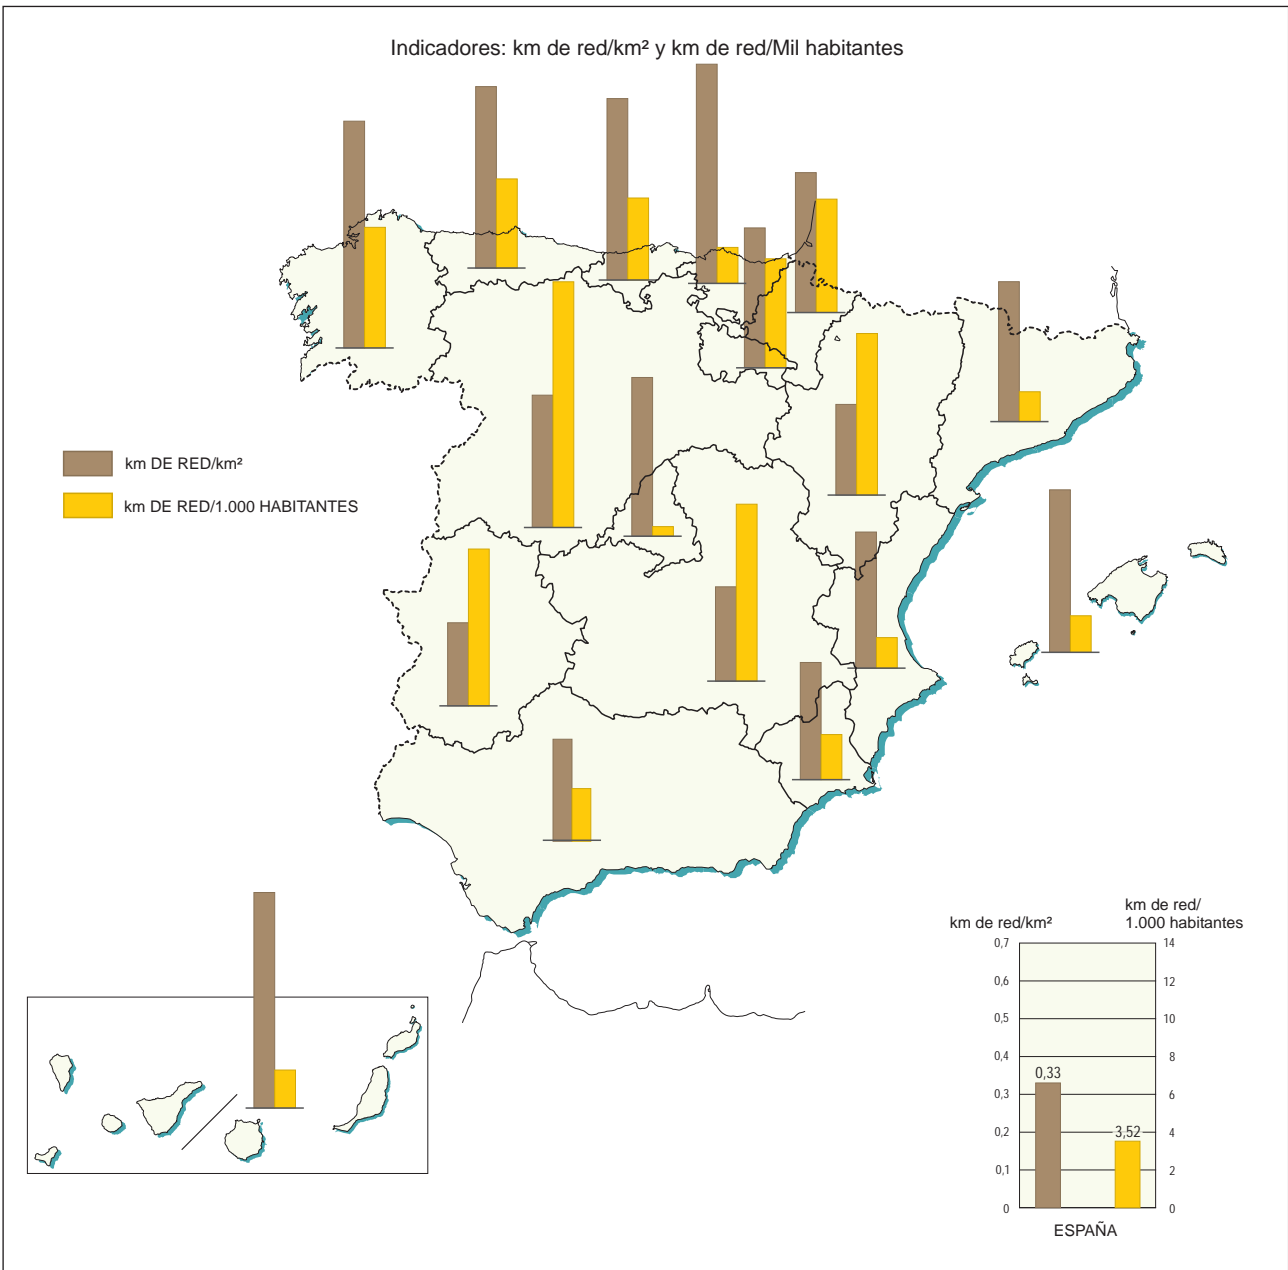 Indicadores: km de red/km² y km de red/Mil habitantes
km DE RED/km²
km DE RED/1.000 HABITANTES
km de red/km²
km de red/
1.000 habitantes
0,7
0,6
0,5
0,4
0,3
0,2
0,1
0
0,33
3,52
14
12
10
8
6
4
2
0
ESPAÑA